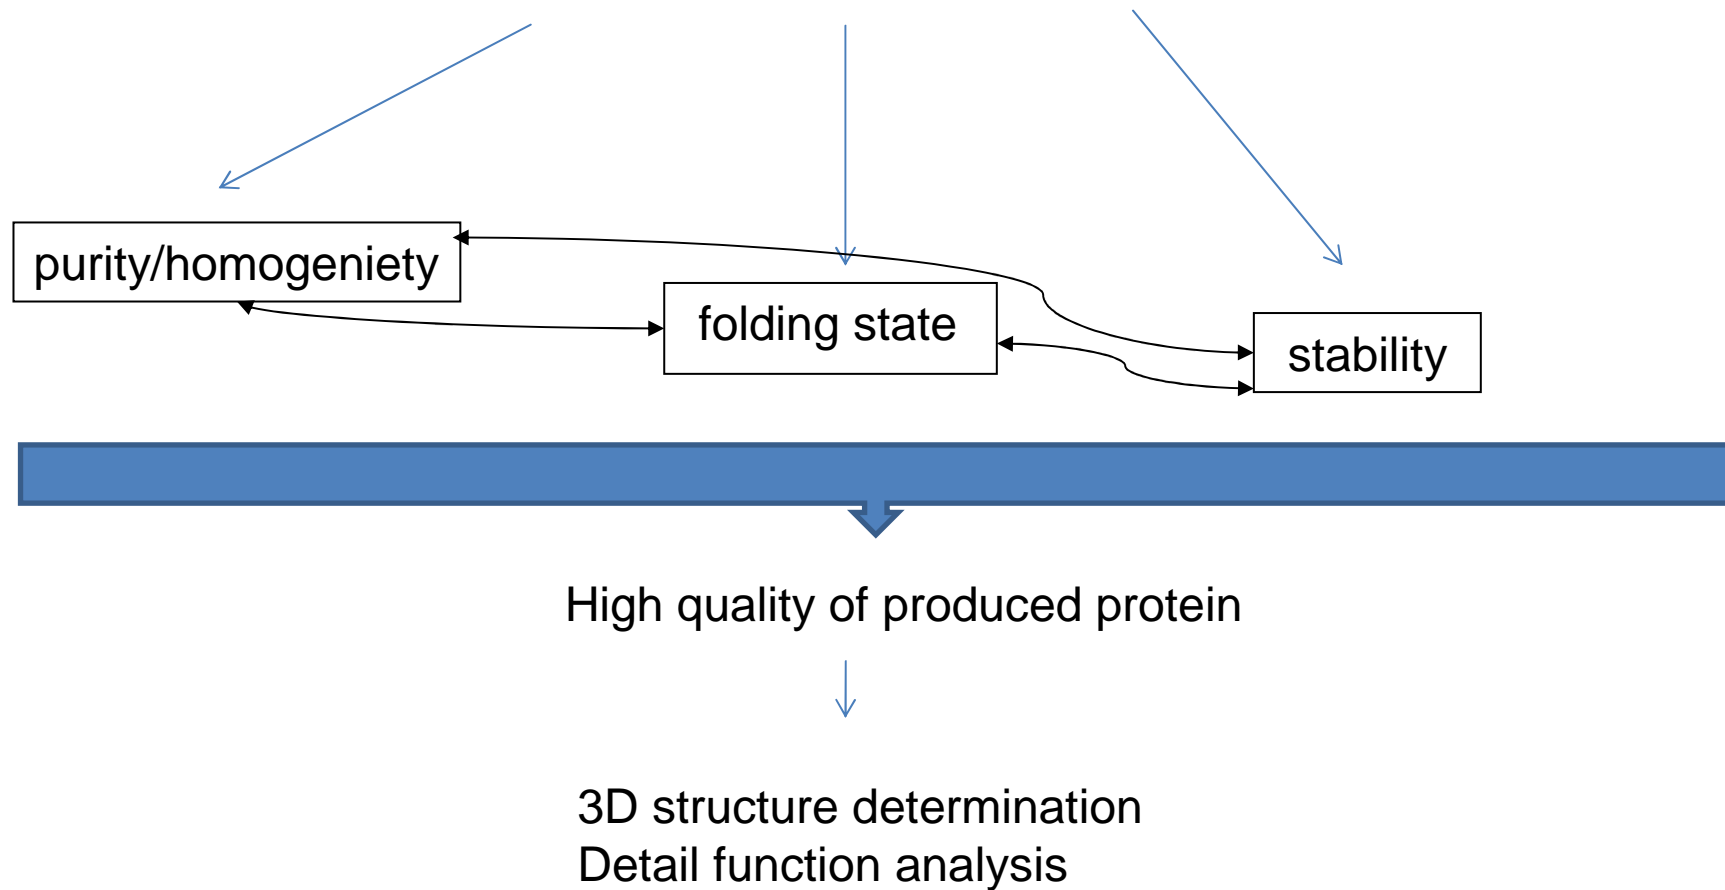 purity/homogeniety
folding state
stability
High quality of produced protein
3D structure determination
Detail function analysis